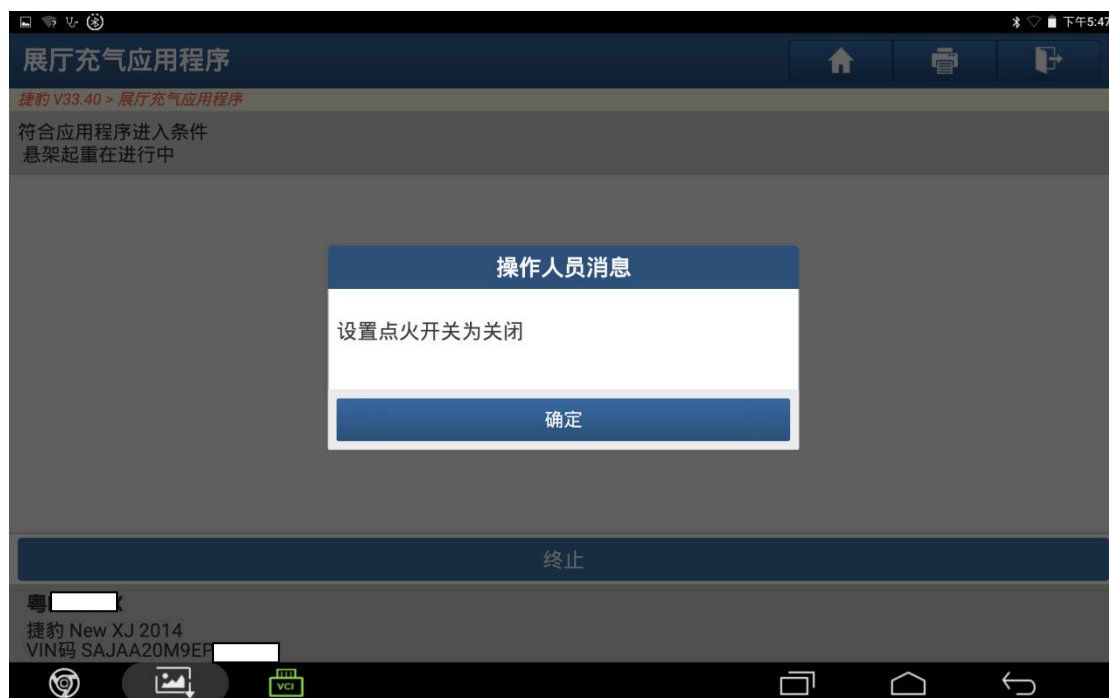 下午5:47
展厅充气应用程序
捷豹 V33.40 > 展厅充气应用程序
符合应用程序进入条件
悬架起重在进行中
操作人员消息
设置点火开关为关闭
确定
终止
粤
捷豹 New XJ 2014
VIN码 SAJAA20M9EP
VCI